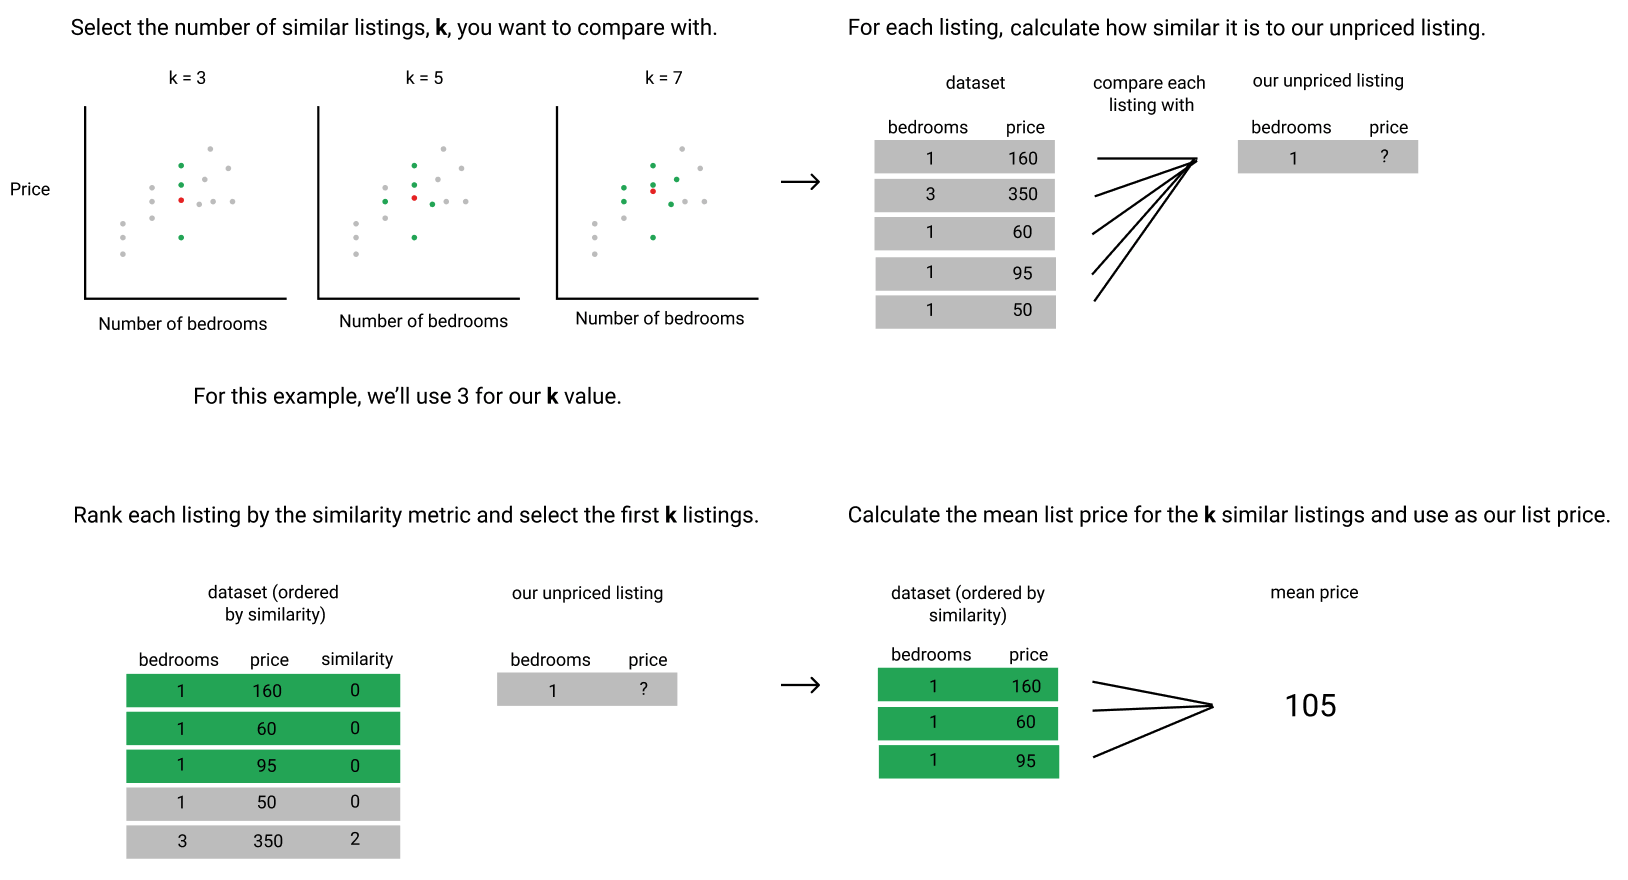 Select the number of similar listings, k, you want to compare with.
k = 3
k = 5
k = 7
Price
Number of bedrooms
Number of bedrooms
Number of bedrooms
For this example, we’ll use 3 for our k value.
For each listing, calculate how similar it is to our unpriced listing.
dataset
compare each
listing with
our unpriced listing
bedrooms price
1 160
3 350
1 60
1 95
1 50
bedrooms price
1 ?
Rank each listing by the similarity metric and select the first k listings.
dataset (ordered
by similarity)
bedrooms price similarity
1 160 0
1 60 0
1 95 0
1 50 0
3 350 2
our unpriced listing
bedrooms price
1 ?
Calculate the mean list price for the k similar listings and use as our list price.
dataset (ordered by
similarity)
bedrooms price
1 160
1 60
1 95
mean price
105